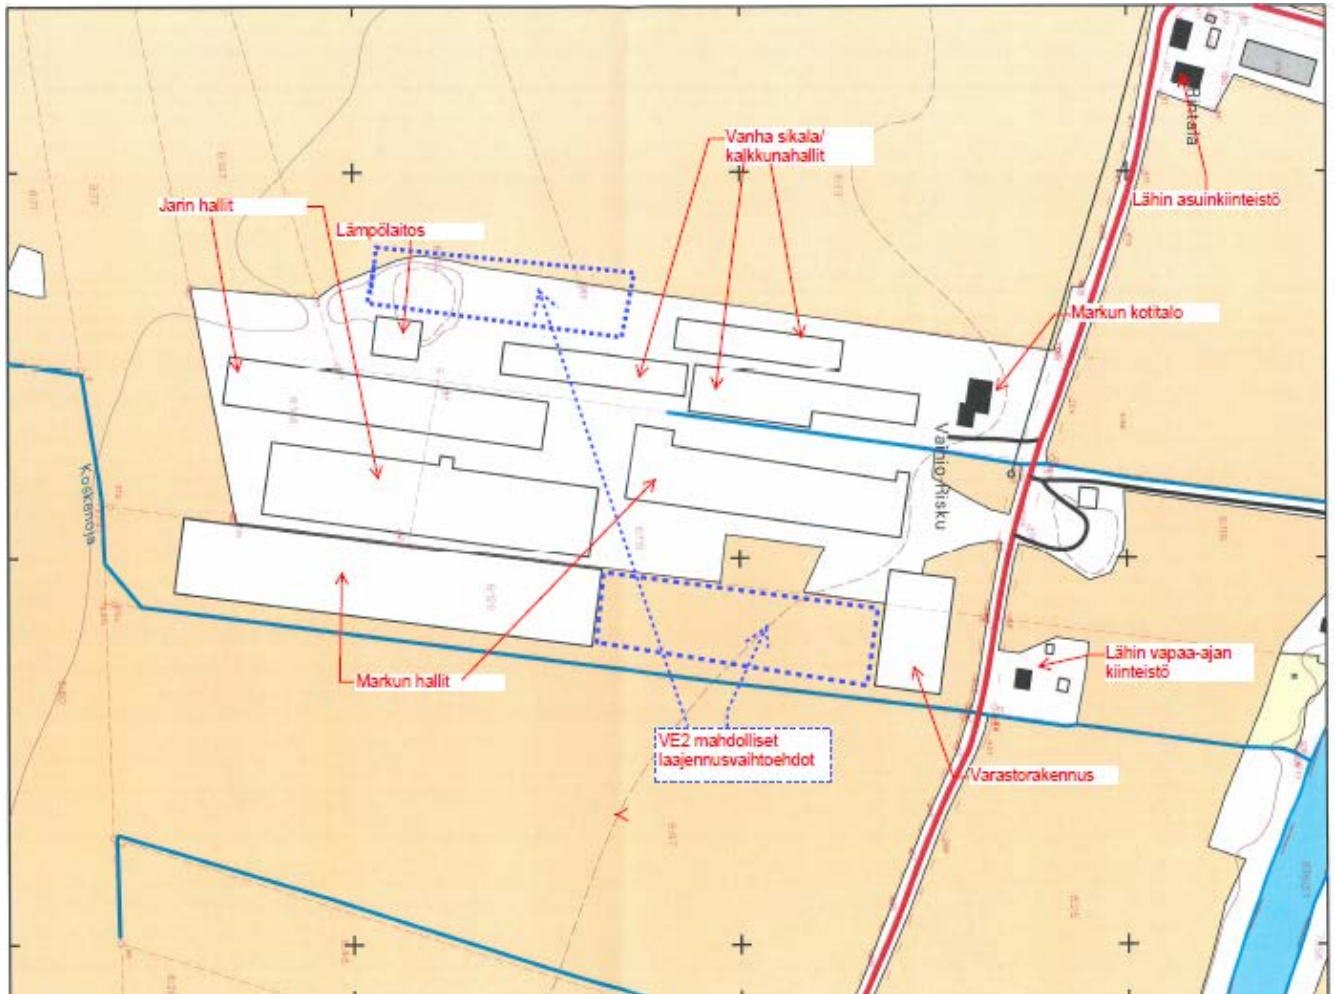 Vanha sikala/
kalkkunahallit
Jarin hallit
Lämpölaitos
Lähin asuinkiinteistö
Markun kotitalo
Vainio-Risku
Koskenoja
Markun hallit
Lähin vapaa-ajan
kiinteistö
VE2 mahdolliset
laajennusvaihtoehdot
Varastorakennus